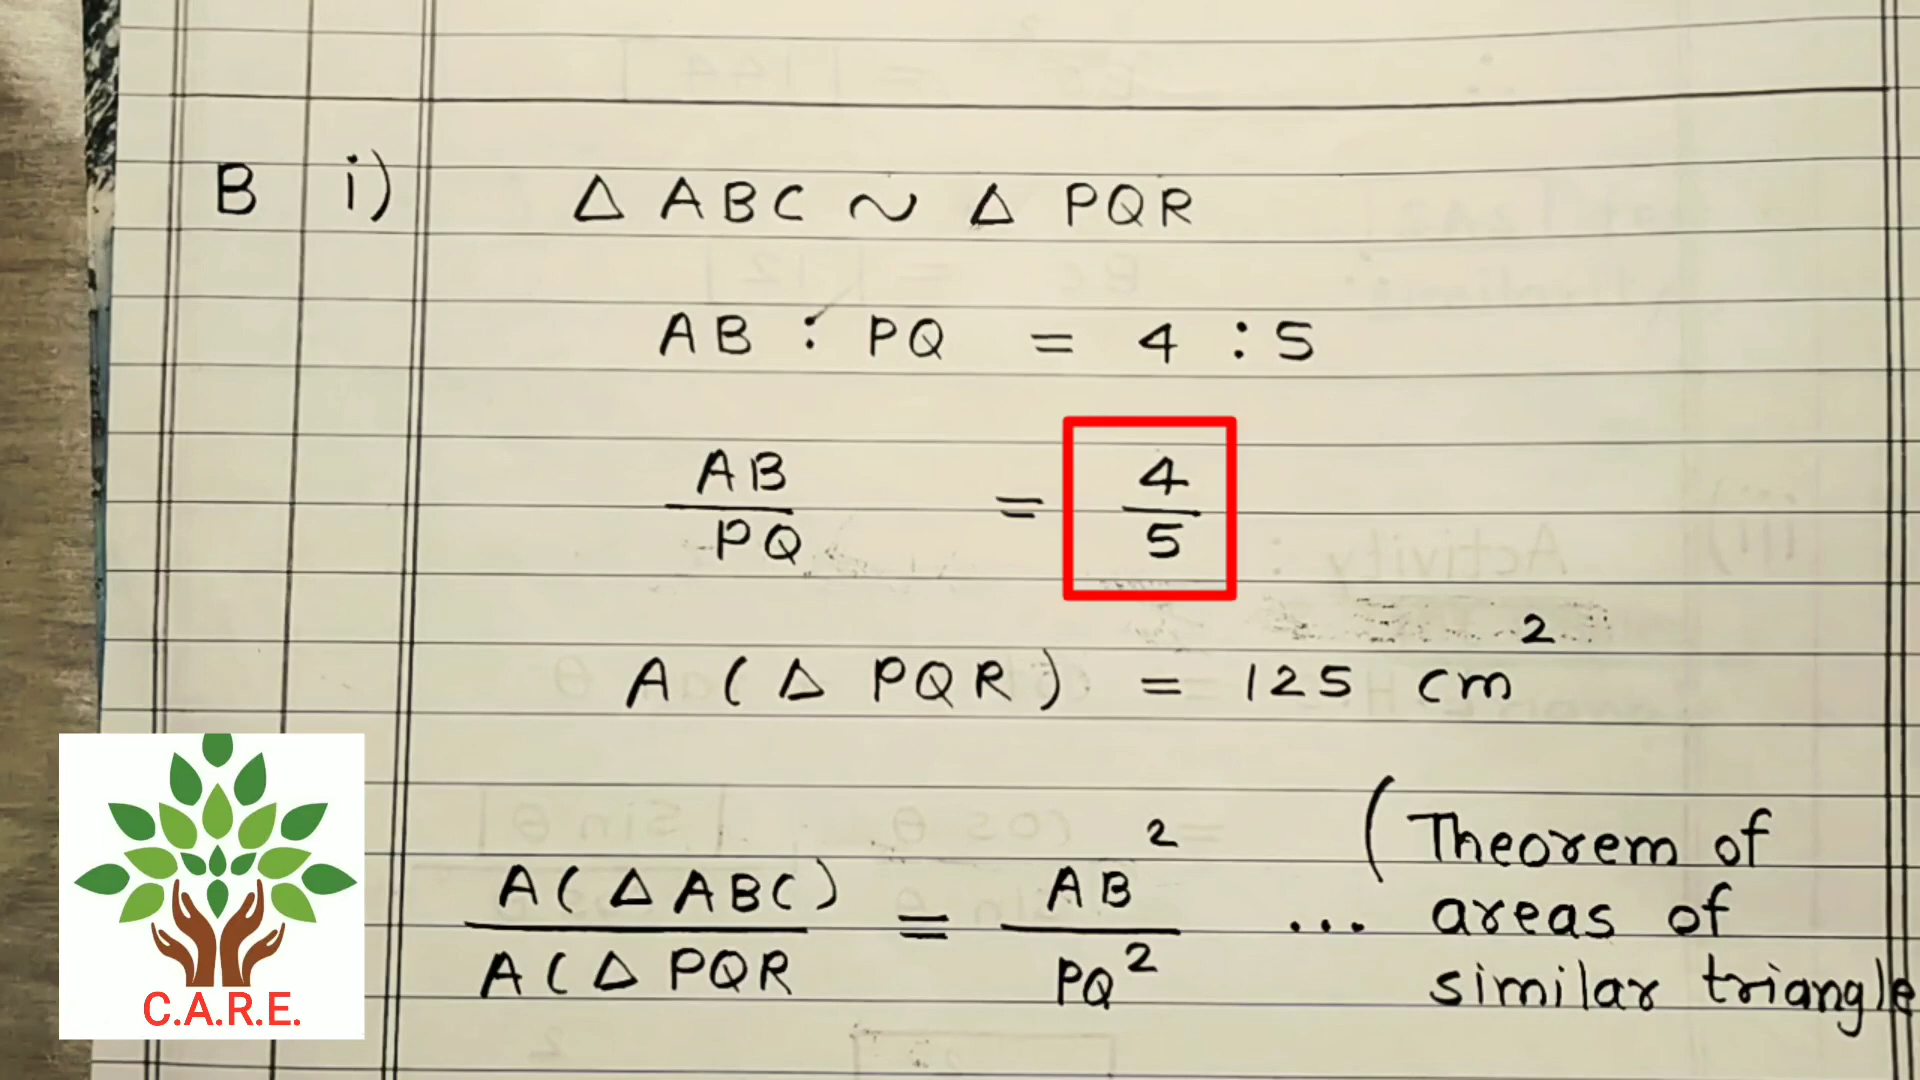 B i) △ ABC ~ △ PQR
AB : PQ = 4 : 5
AB/PQ = 4/5
A ( △ PQR ) = 125 cm²
A ( △ ABC ) / A ( △ PQR = AB² / PQ² ... ( Theorem of
areas of
similar triangle
C.A.R.E.